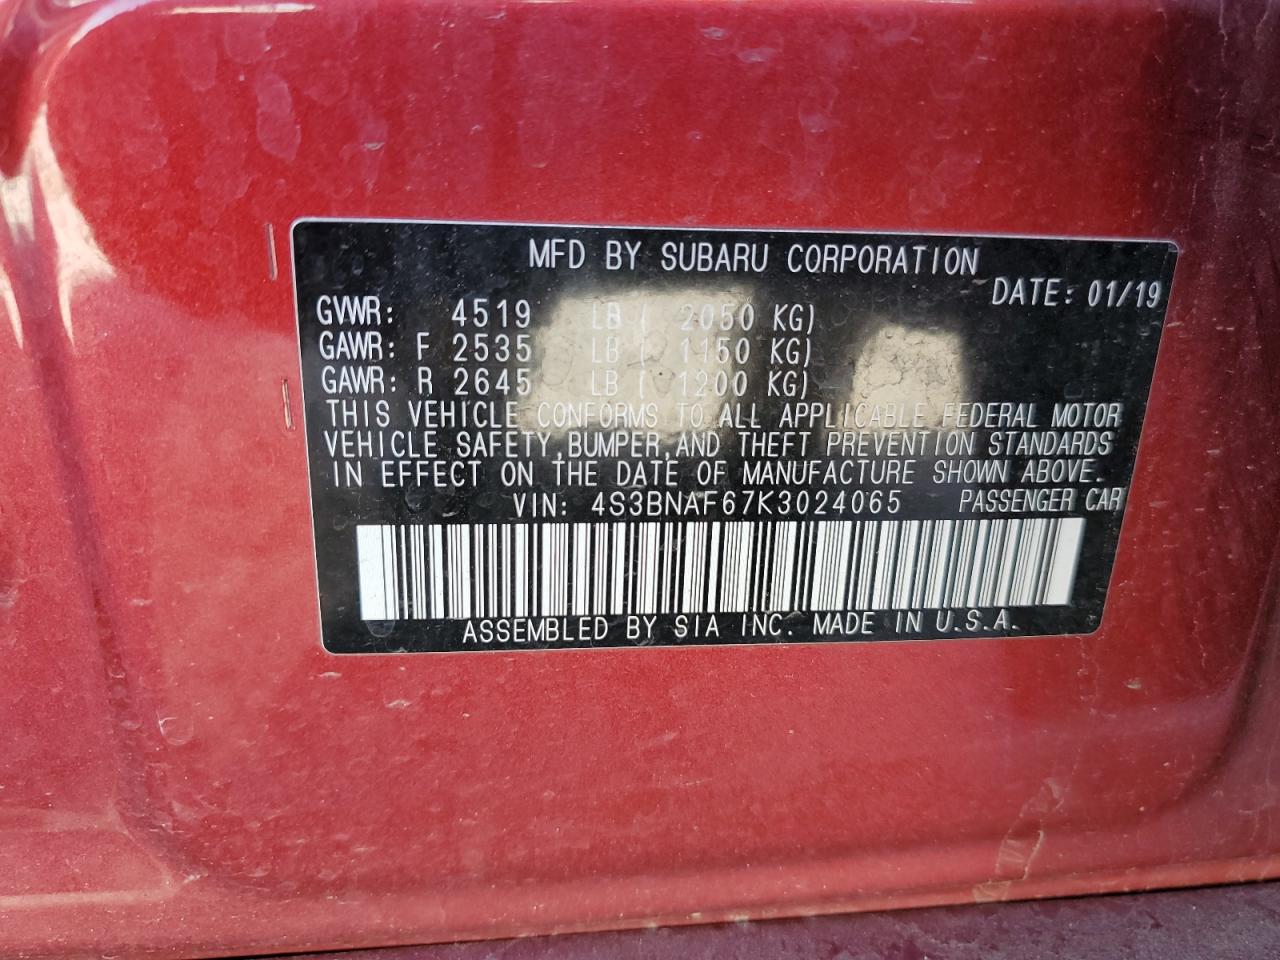 MFD BY SUBARU CORPORATION
DATE: 01/19
GVWR: 4519 LB ( 2050 KG)
GAWR: F 2535 LB ( 1150 KG)
GAWR: R 2645 LB ( 1200 KG)
THIS VEHICLE CONFORMS TO ALL APPLICABLE FEDERAL MOTOR
VEHICLE SAFETY,BUMPER,AND THEFT PREVENTION STANDARDS
IN EFFECT ON THE DATE OF MANUFACTURE SHOWN ABOVE.
VIN: 4S3BNAF67K3024065 PASSENGER CAR
ASSEMBLED BY SIA INC. MADE IN U.S.A.